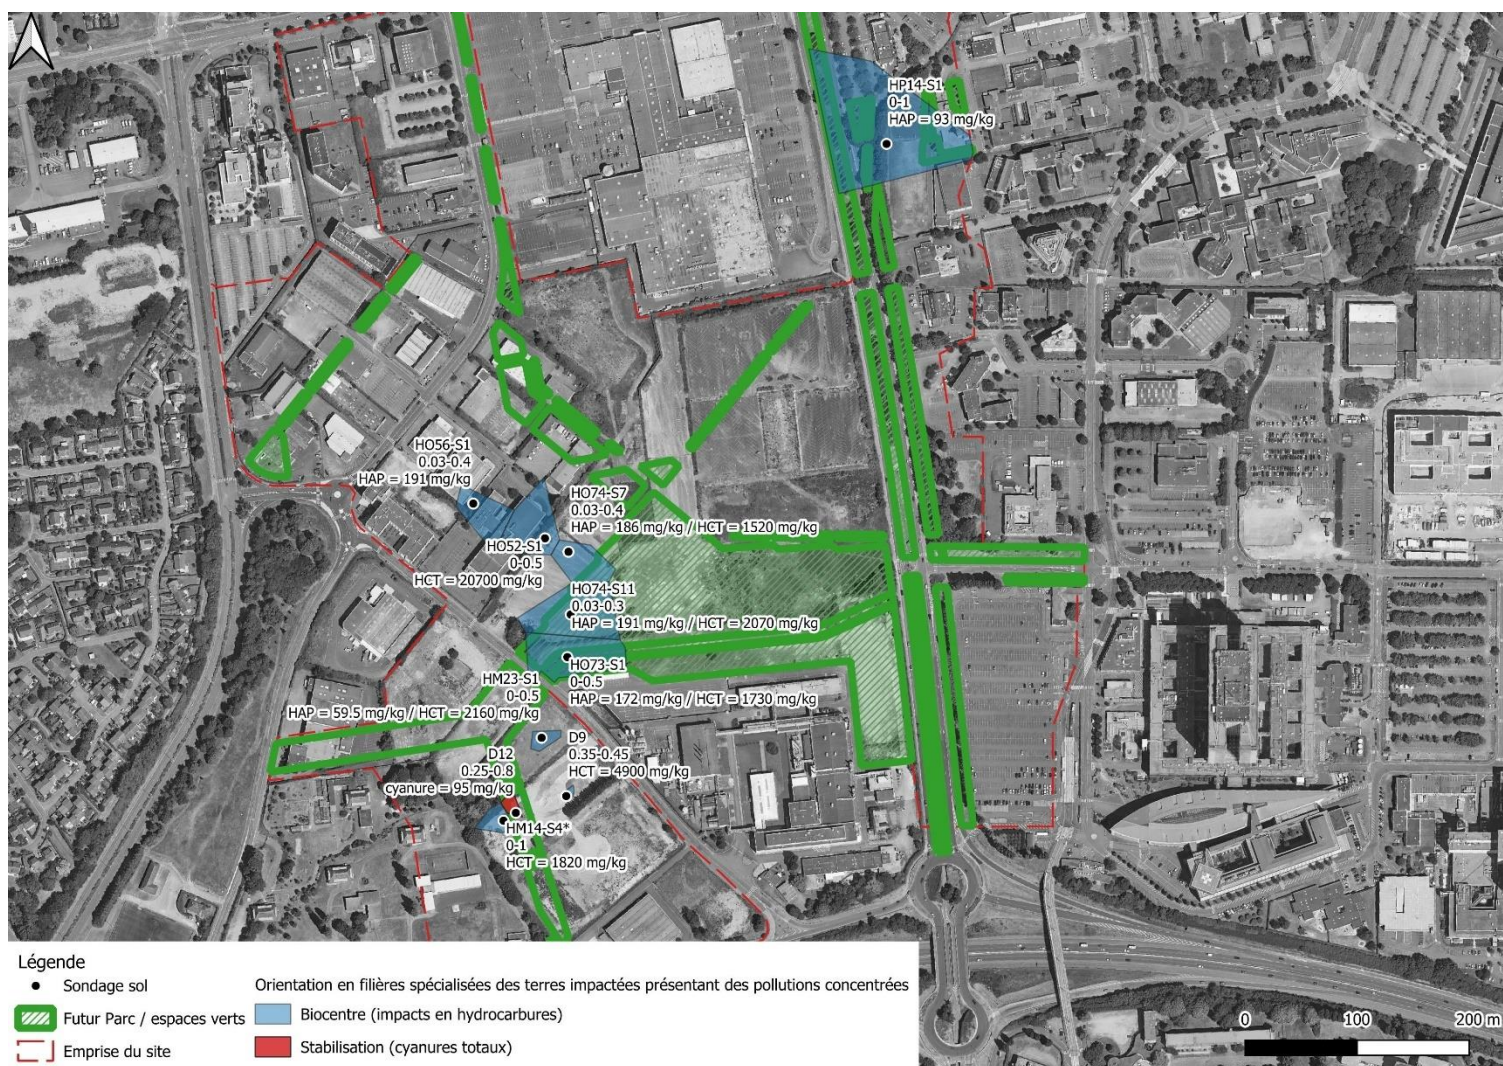 HP14-S1
0-1
HAP = 93 mg/kg
HO56-S1
0.03-0.4
HAP = 191 mg/kg
HO74-S7
0.03-0.4
HAP = 186 mg/kg / HCT = 1520 mg/kg
HO52-S1
0-0.5
HCT = 20700 mg/kg
HO74-S11
0.03-0.3
HAP = 191 mg/kg / HCT = 2070 mg/kg
HO73-S1
0-0.5
HAP = 172 mg/kg / HCT = 1730 mg/kg
HM23-S1
0-0.5
HAP = 59.5 mg/kg / HCT = 2160 mg/kg
D9
0.35-0.45
HCT = 4900 mg/kg
D12
0.25-0.8
cyanure = 95 mg/kg
HM14-S4*
0-1
HCT = 1820 mg/kg
Légende
Sondage sol
Futur Parc / espaces verts
Emprise du site
Orientation en filières spécialisées des terres impactées présentant des pollutions concentrées
Biocentre (impacts en hydrocarbures)
Stabilisation (cyanures totaux)
0 100 200 m